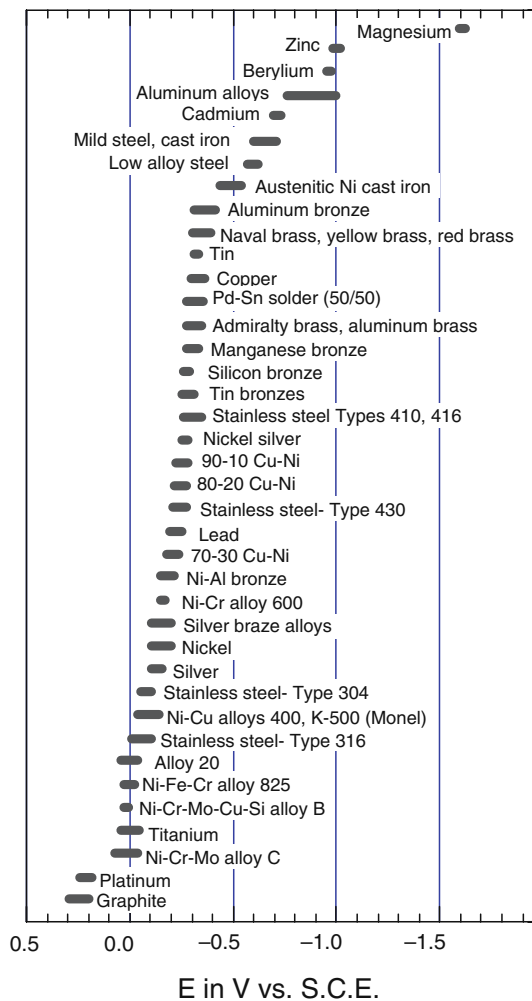 Magnesium
Zinc
Berylium
Aluminum alloys
Cadmium
Mild steel, cast iron
Low alloy steel
Austenitic Ni cast iron
Aluminum bronze
Naval brass, yellow brass, red brass
Tin
Copper
Pd-Sn solder (50/50)
Admiralty brass, aluminum brass
Manganese bronze
Silicon bronze
Tin bronzes
Stainless steel Types 410, 416
Nickel silver
90-10 Cu-Ni
80-20 Cu-Ni
Stainless steel- Type 430
Lead
70-30 Cu-Ni
Ni-Al bronze
Ni-Cr alloy 600
Silver braze alloys
Nickel
Silver
Stainless steel- Type 304
Ni-Cu alloys 400, K-500 (Monel)
Stainless steel- Type 316
Alloy 20
Ni-Fe-Cr alloy 825
Ni-Cr-Mo-Cu-Si alloy B
Titanium
Ni-Cr-Mo alloy C
Platinum
Graphite
0.5 0.0 −0.5 −1.0 −1.5
E in V vs. S.C.E.